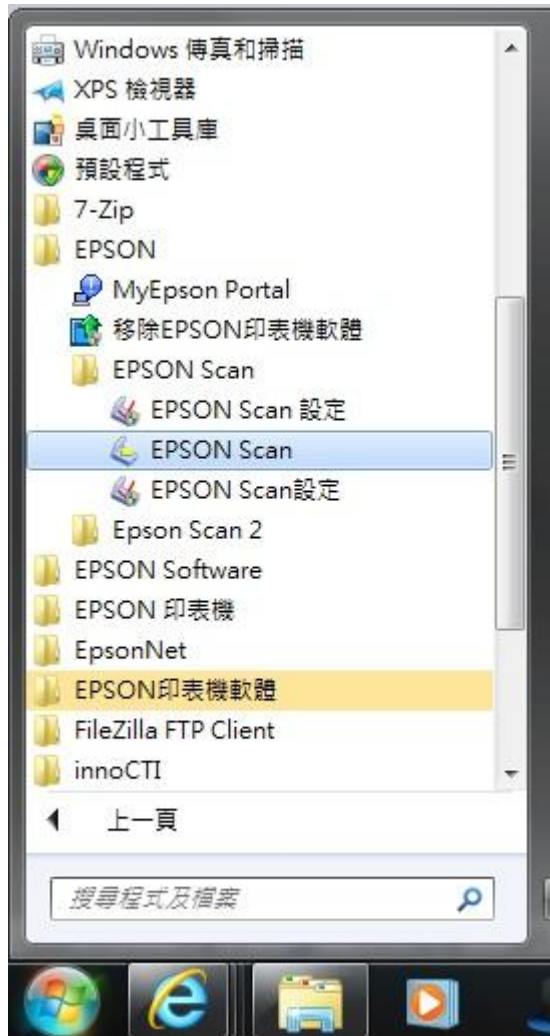 Windows 傳真和掃描
XPS 檢視器
桌面小工具庫
預設程式
7-Zip
EPSON
MyEpson Portal
移除EPSON印表機軟體
EPSON Scan
EPSON Scan 設定
EPSON Scan
EPSON Scan設定
Epson Scan 2
EPSON Software
EPSON 印表機
EpsonNet
EPSON印表機軟體
FileZilla FTP Client
innoCTI
上一頁
搜尋程式及檔案